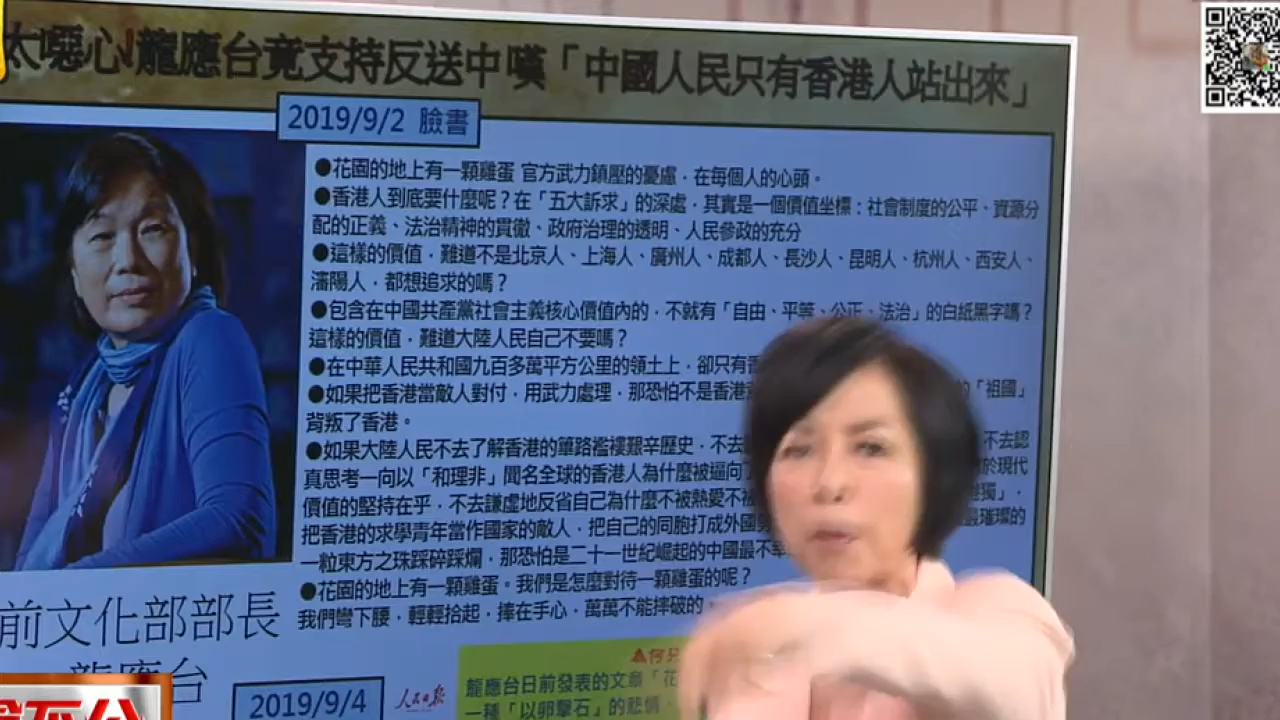 太噁心!龍應台竟支持反送中嘆「中國人民只有香港人站出來」
2019/9/2 臉書
●花園的地上有一顆雞蛋 官方武力鎮壓的憂慮，在每個人的心頭。
●香港人到底要什麼呢？在「五大訴求」的深處，其實是一個價值坐標：社會制度的公平、資源分
配的正義、法治精神的貫徹、政府治理的透明、人民參政的充分
●這樣的價值，難道不是北京人、上海人、廣州人、成都人、長沙人、昆明人、杭州人、西安人、
瀋陽人，都想追求的嗎？
●包含在中國共產黨社會主義核心價值內的，不就有「自由、平等、公正、法治」的白紙黑字嗎？
這樣的價值，難道大陸人民自己不要嗎？
●在中華人民共和國九百多萬平方公里的領土上，卻只有香
●如果把香港當敵人對付，用武力處理，那恐怕不是香港 的「祖國」
背叛了香港。
●如果大陸人民不去了解香港的篳路襤褸艱辛歷史，不去 不去認
真思考一向以「和理非」聞名全球的香港人為什麼被逼向了 於現代
價值的堅持在乎，不去謙虛地反省自己為什麼不被熱愛不被 港獨」，
把香港的求學青年當作國家的敵人，把自己的同胞打成外國 最璀璨的
一粒東方之珠踩碎踩爛，那恐怕是二十一世紀崛起的中國最不幸
●花園的地上有一顆雞蛋。我們是怎麼對待一顆雞蛋的呢？
我們彎下腰，輕輕拾起，捧在手心，萬萬不能摔破的，
前文化部部長
龍應台
2019/9/4 人民日报
龍應台日前發表的文章「花
一種「以卵擊石」的悲情，